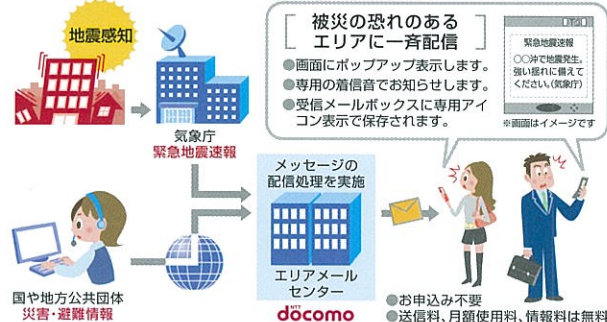 地震感知
気象庁
緊急地震速報
被災の恐れのある
エリアに一斉配信
●画面にポップアップ表示します。
●専用の着信音でお知らせします。
●受信メールボックスに専用アイ
コン表示で保存されます。
緊急地震速報
○○沖で地震発生。
強い揺れに備えて
ください。(気象庁)
※画面はイメージです
メッセージの
配信処理を実施
エリアメール
センター
NTT
döcomo
国や地方公共団体
災害・避難情報
●お申込み不要
●送信料、月額使用料、情報料は無料